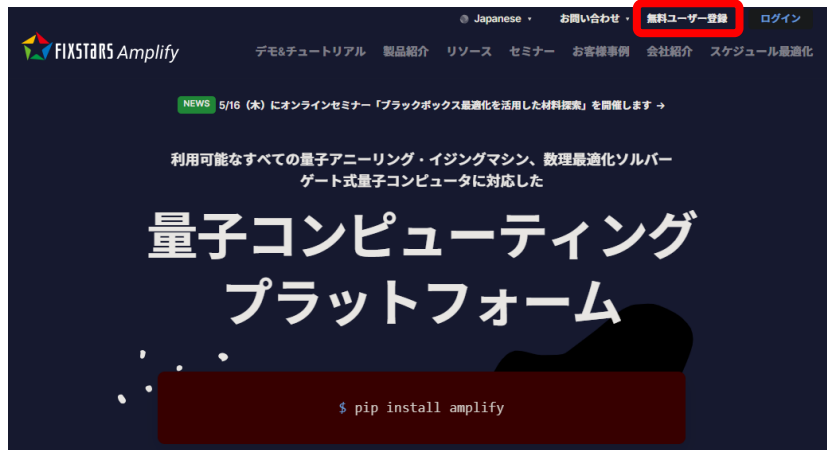 Japanese
お問い合わせ
無料ユーザー登録
ログイン
FIXSTARS Amplify
デモ&チュートリアル 製品紹介 リソース セミナー お客様事例 会社紹介 スケジュール最適化
NEWS 5/16（木）にオンラインセミナー「ブラックボックス最適化を活用した材料探索」を開催します →
利用可能なすべての量子アニーリング・イジングマシン、数理最適化ソルバー
ゲート式量子コンピュータに対応した
量子コンピューティング
プラットフォーム
$ pip install amplify